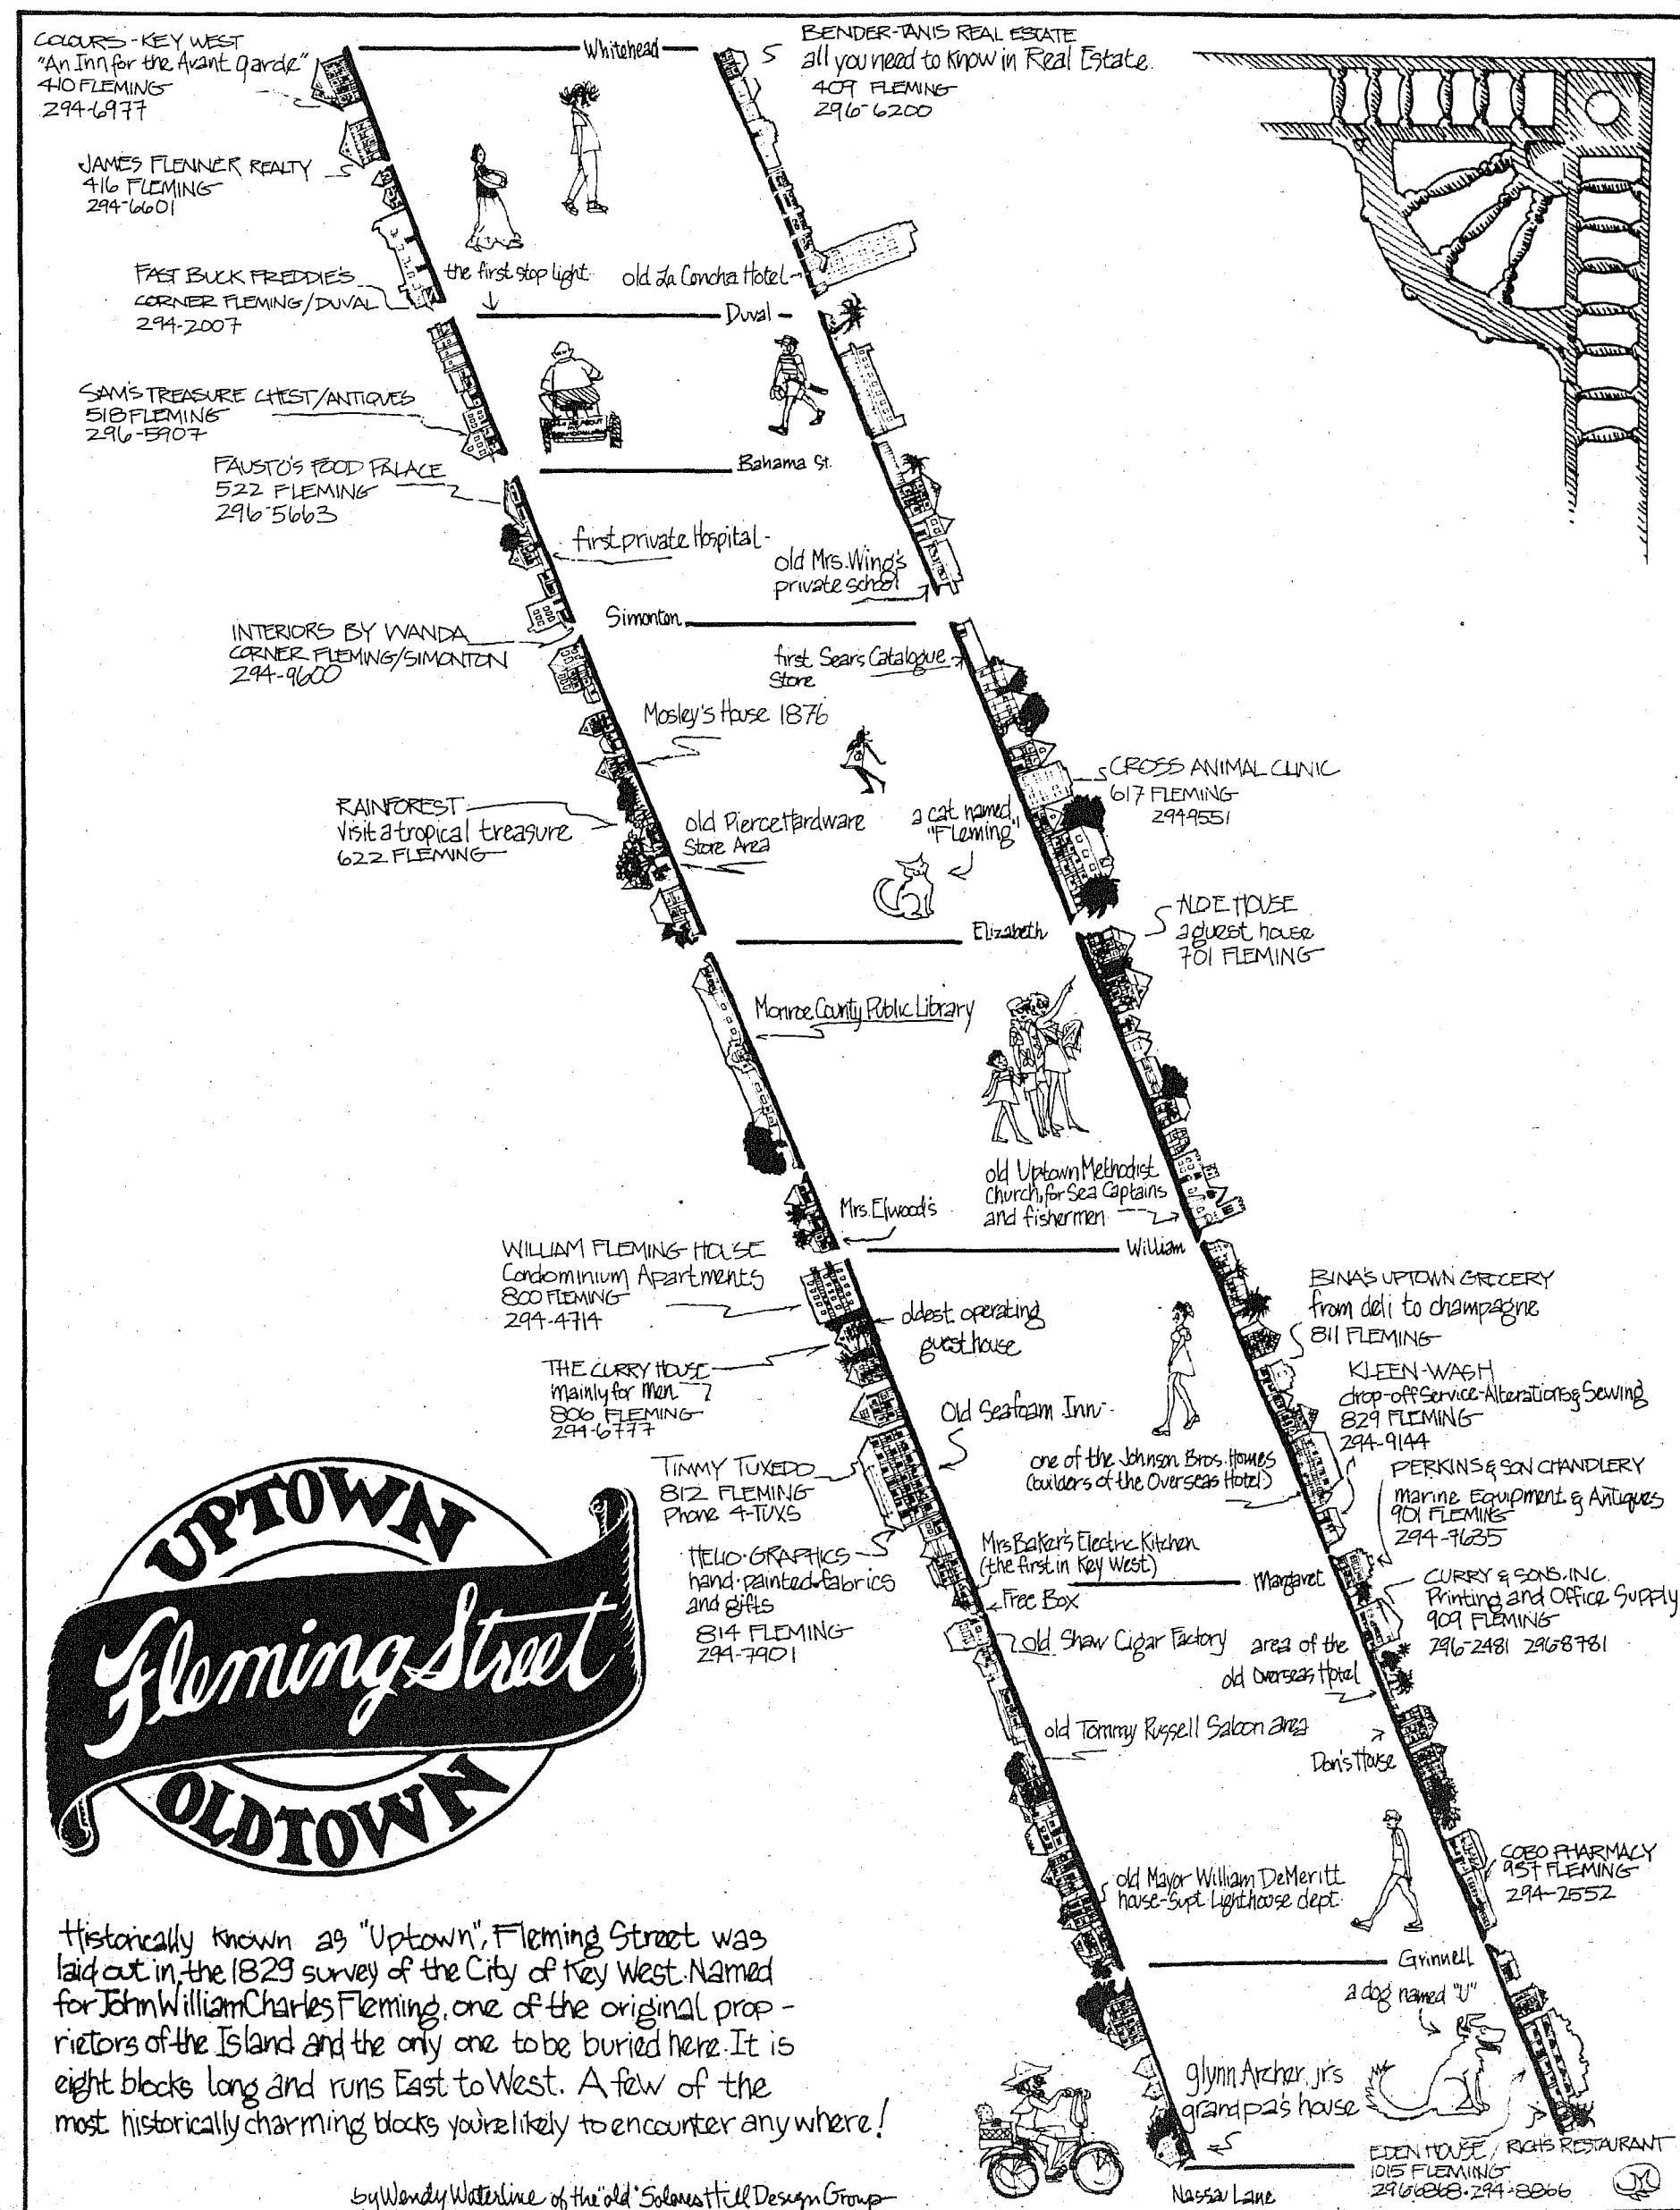 COLOURS - KEY WEST
"An Inn for the Avant garde"
410 FLEMING
294-6977
Whitehead
BENDER-TANIS REAL ESTATE
all you need to know in Real Estate.
409 FLEMING
296-6200
JAMES FLENNER REALTY
416 FLEMING
294-6601
FAST BUCK FREDDIE'S
CORNER FLEMING/DUVAL
294-2007
the first stop light
old La Concha Hotel
Duval
SAM'S TREASURE CHEST/ANTIQUES
518 FLEMING
296-5907
Bahama St.
FAUSTO'S FOOD PALACE
522 FLEMING
296-5663
first private Hospital
old Mrs. Wing's
private school
Simonton
INTERIORS BY WANDA
CORNER FLEMING/SIMONTON
294-9600
first Sears Catalogue
Store
Mosley's House 1876
CROSS ANIMAL CLINIC
617 FLEMING
2949551
RAINFOREST
Visit a tropical treasure
622 FLEMING
old Pierce Hardware
Store Area
a cat named
"Fleming"
Elizabeth
ALOE HOUSE
a guest house
701 FLEMING
Monroe County Public Library
old Uptown Methodist
Church, for Sea Captains
and fishermen
Mrs. Elwood's
William
WILLIAM FLEMING HOUSE
Condominium Apartments
800 FLEMING
294-4714
oldest operating
guest house
BINA'S UPTOWN GROCERY
from deli to champagne
811 FLEMING
THE CURRY HOUSE
mainly for men
806 FLEMING
294-6777
KLEEN-WASH
drop-off Service-Alterations & Sewing
829 FLEMING
294-9144
Old Seafoam Inn
one of the Johnson Bros. Homes
(builders of the Overseas Hotel)
TIMMY TUXEDO
812 FLEMING
Phone 4-TUXS
PERKINS & SON CHANDLERY
marine Equipment & Antiques
901 FLEMING
294-7635
HELIO-GRAPHICS
hand-painted fabrics
and gifts
814 FLEMING
294-7901
Mrs Baker's Electric Kitchen
(the first in Key West)
Margaret
Free Box
CURRY & SONS, INC.
Printing and Office Supply
909 FLEMING
296-2481 296-8781
old Shaw Cigar Factory
area of the
old Overseas Hotel
old Tommy Russell Saloon area
Don's House
UPTOWN
Fleming Street
OLDTOWN
COBO PHARMACY
937 FLEMING
294-2552
old Mayor William DeMeritt
house-Supt Lighthouse dept.
Grinnell
a dog named "U"
glynn Archer, jr's
grandpa's house
EDEN HOUSE / RICH'S RESTAURANT
1015 FLEMING
2966868 - 294-8866
Nassau Lane
Historically known as "Uptown", Fleming Street was
laid out in the 1829 survey of the City of Key West. Named
for John William Charles Fleming, one of the original prop-
rietors of the Island and the only one to be buried here. It is
eight blocks long and runs East to West. A few of the
most historically charming blocks you're likely to encounter anywhere!
by Wendy Waterline of the "old" Solares Hill Design Group